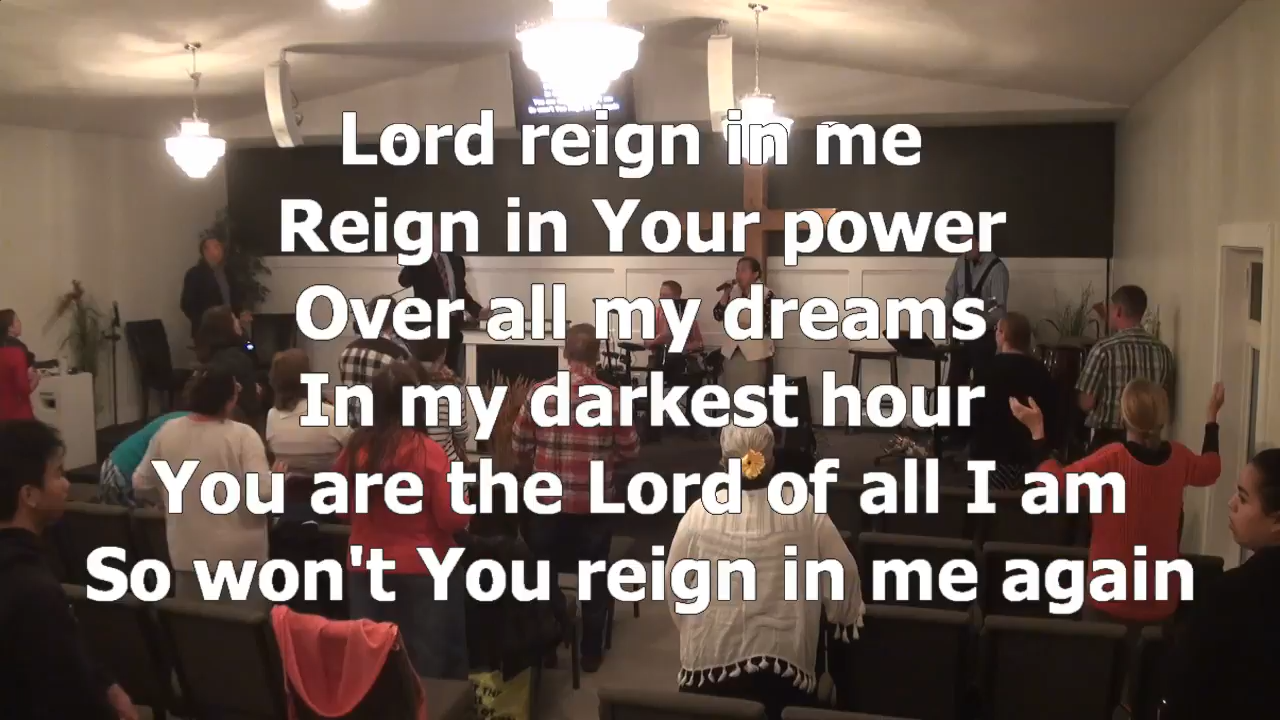 Lord reign in me
Reign in Your power
Over all my dreams
In my darkest hour
You are the Lord of all I am
So won't You reign in me again